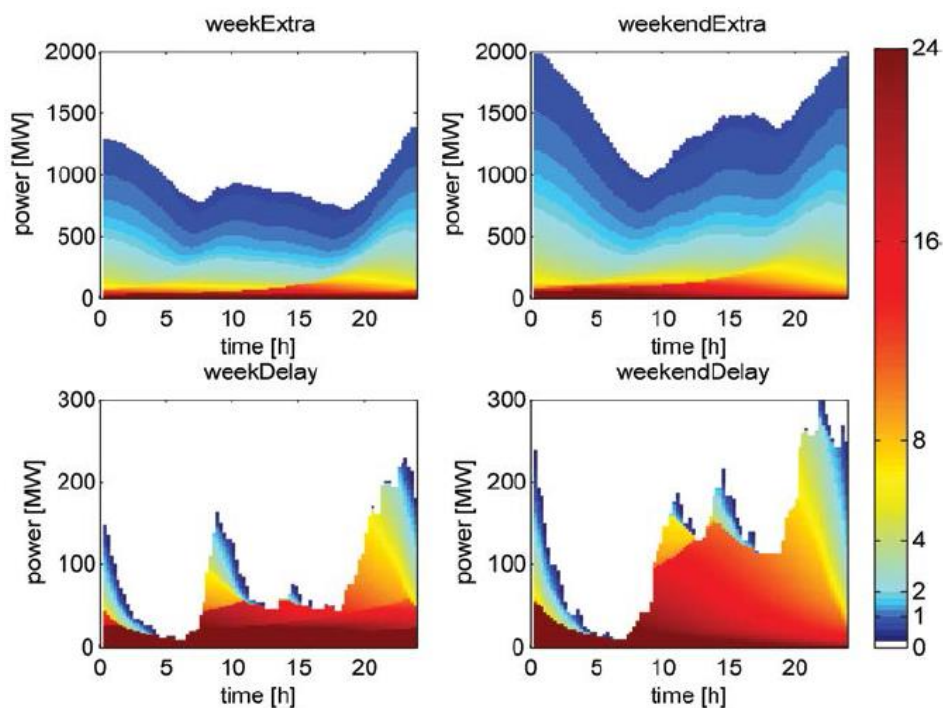 weekExtra
weekendExtra
power [MW]
2000
1500
1000
500
0
0 5 10 15 20
time [h]
power [MW]
2000
1500
1000
500
0
0 5 10 15 20
time [h]
weekDelay
weekendDelay
power [MW]
300
200
100
0
0 5 10 15 20
time [h]
power [MW]
300
200
100
0
0 5 10 15 20
time [h]
24
16
8
4
2
1
0